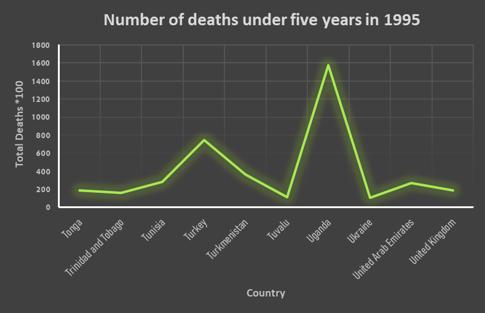 Number of deaths under five years in 1995
Total Deaths *100
1800
1600
1400
1200
1000
800
600
400
200
0
Tonga
Trinidad and Tobago
Tunisia
Turkey
Turkmenistan
Tuvalu
Uganda
Ukraine
United Arab Emirates
United Kingdom
Country